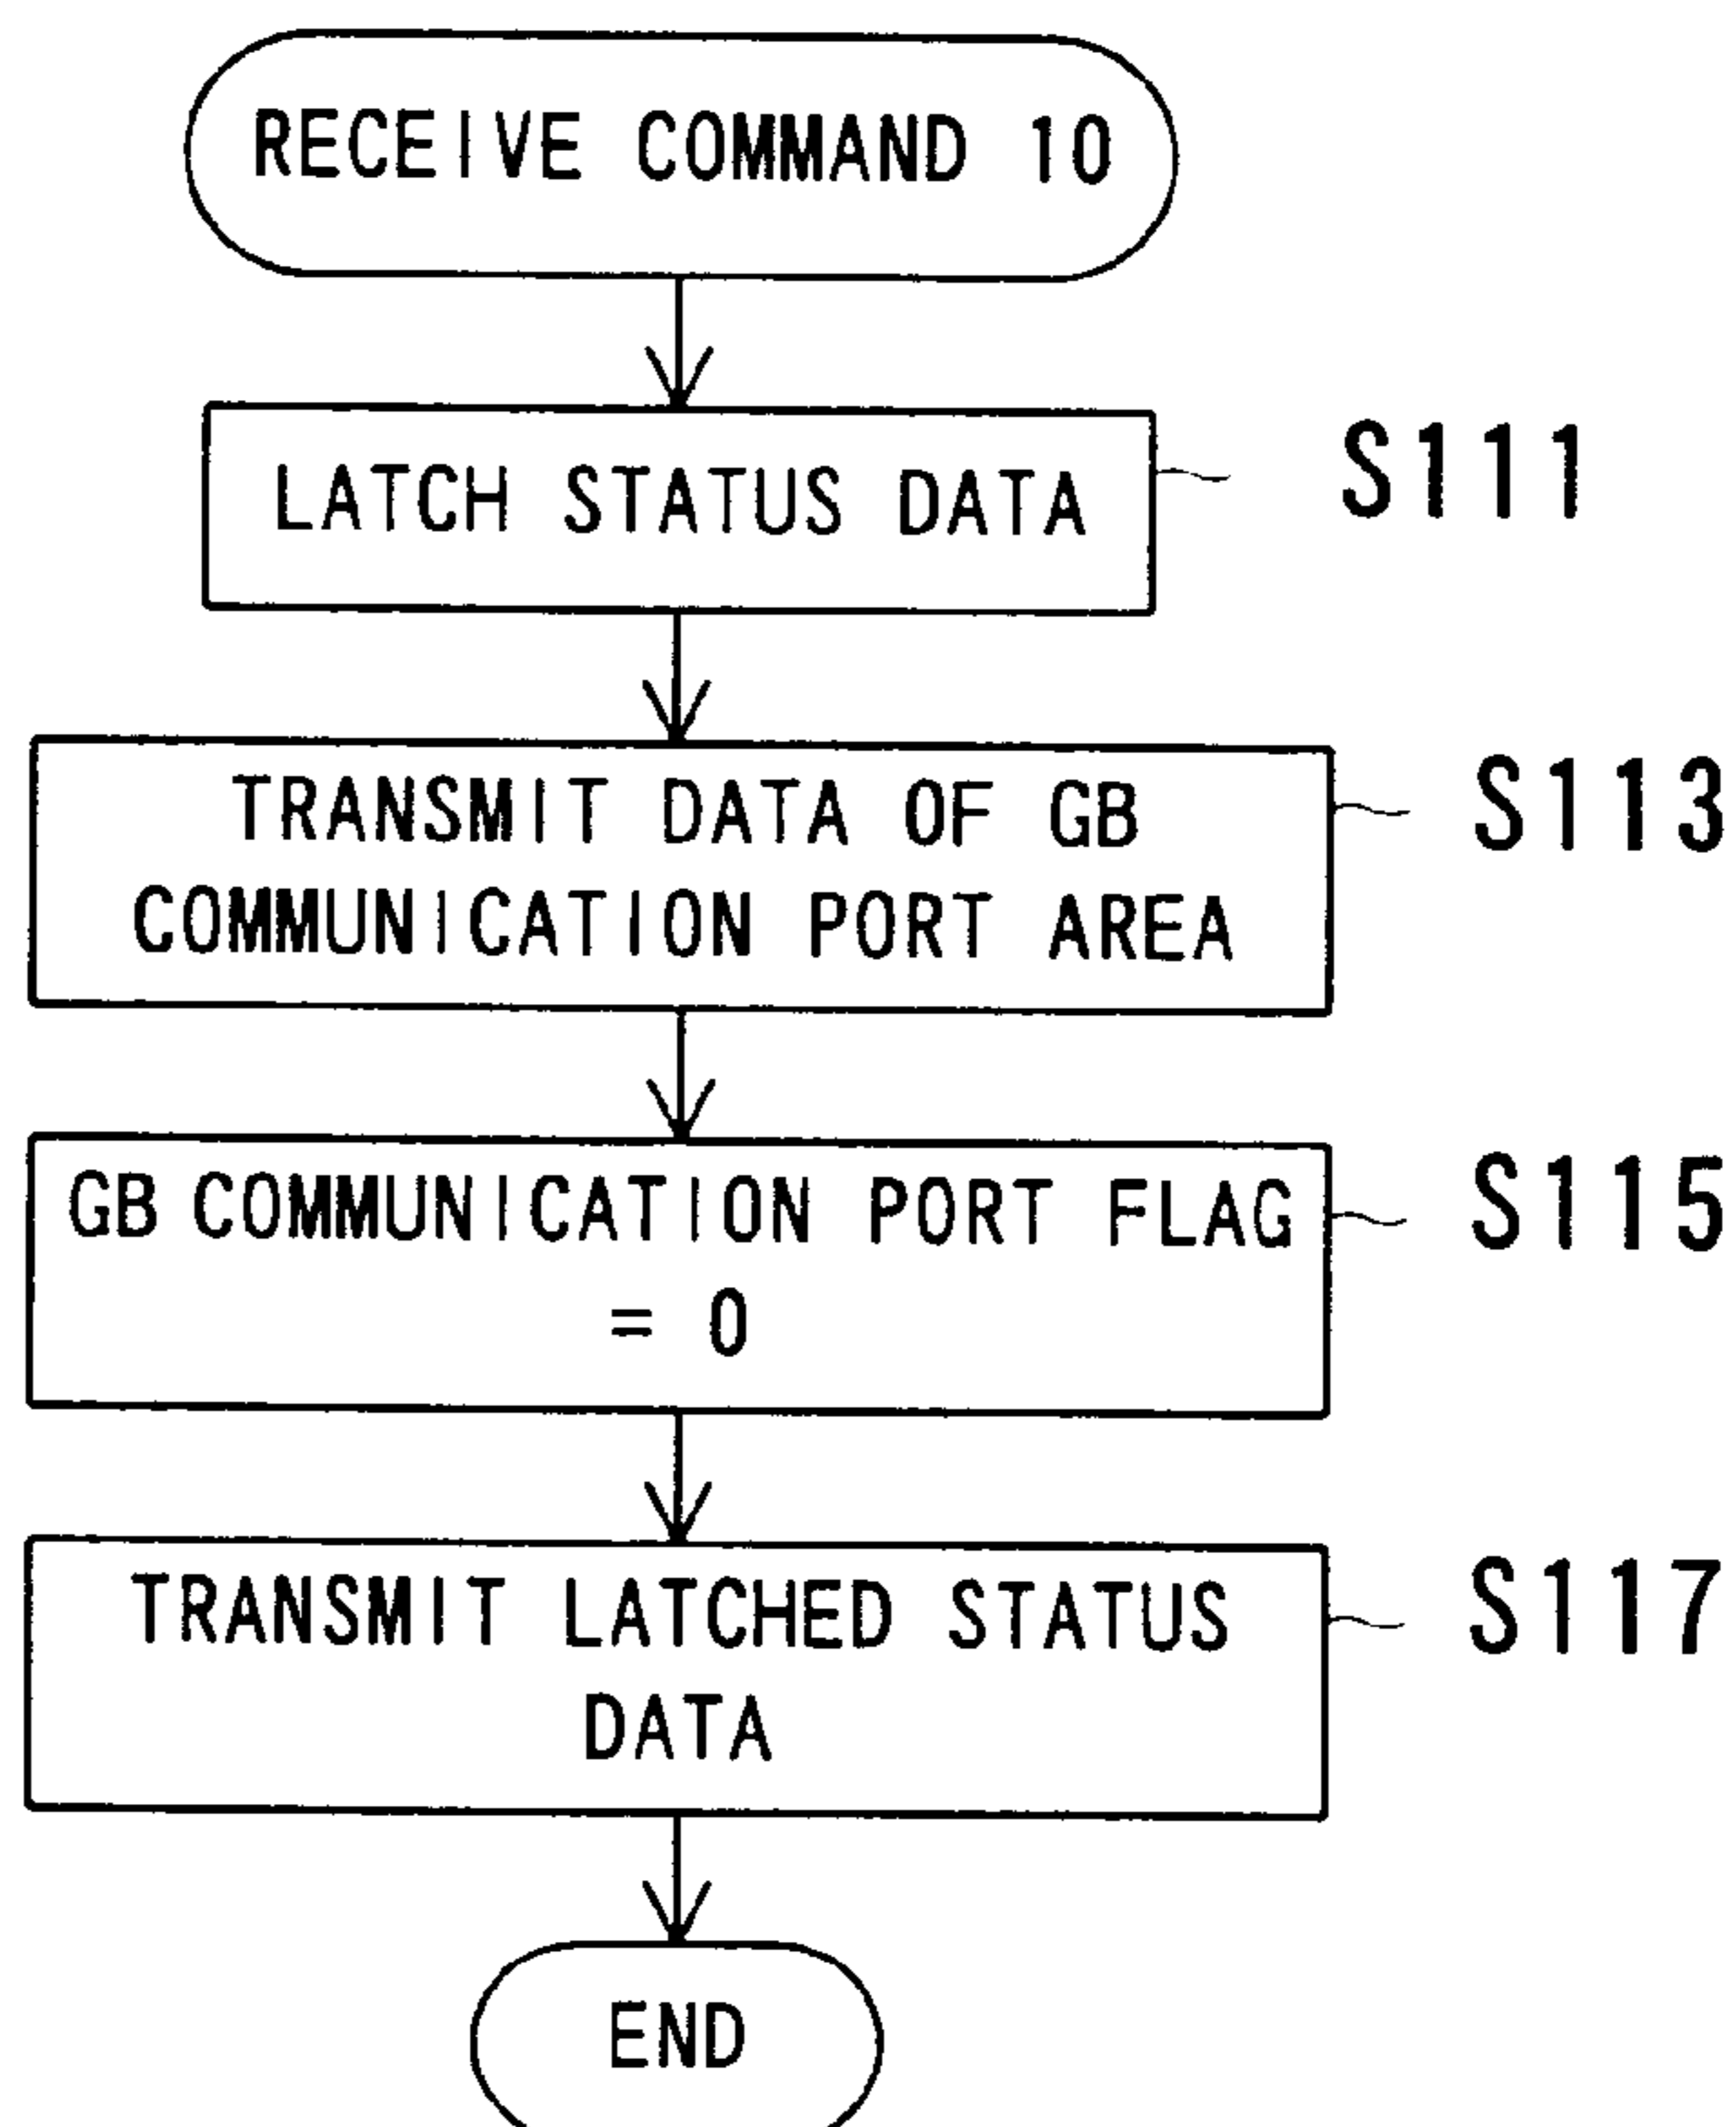 RECEIVE COMMAND 10
LATCH STATUS DATA
S111
TRANSMIT DATA OF GB
COMMUNICATION PORT AREA
S113
GB COMMUNICATION PORT FLAG
= 0
S115
TRANSMIT LATCHED STATUS
DATA
S117
END